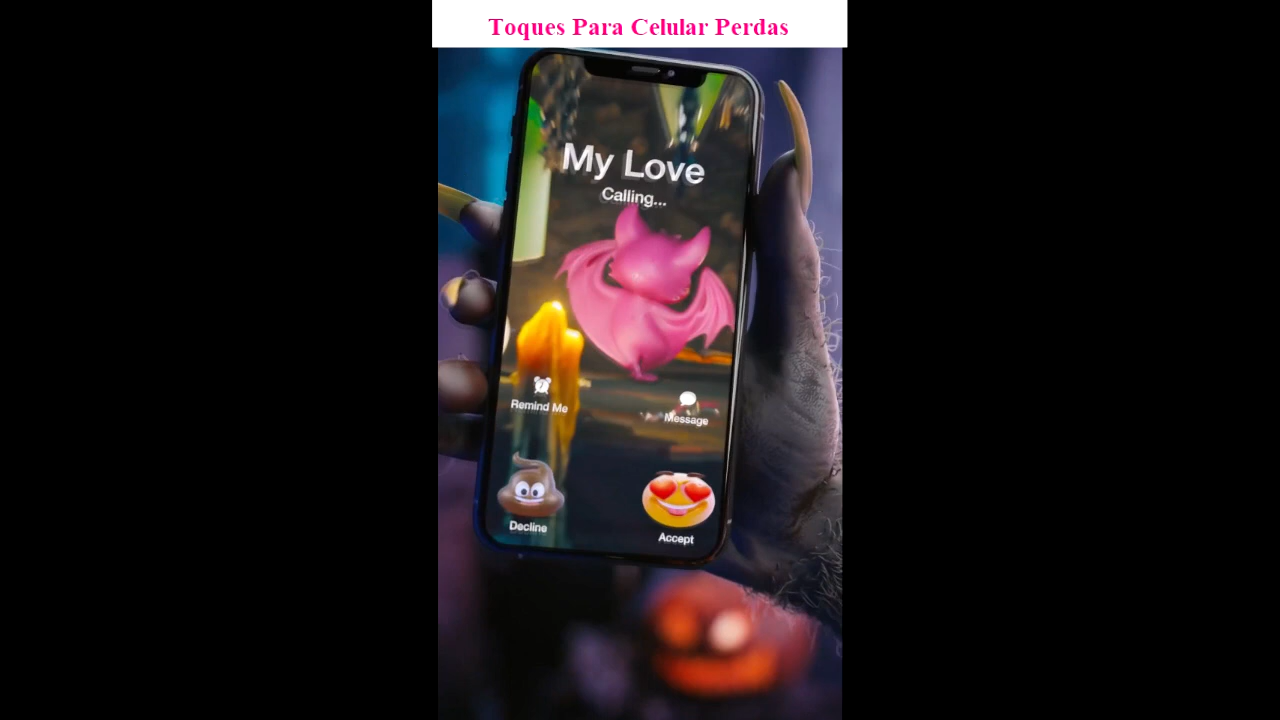 Toques Para Celular Perdas
My Love
Calling...
Remind Me
Message
Decline
Accept